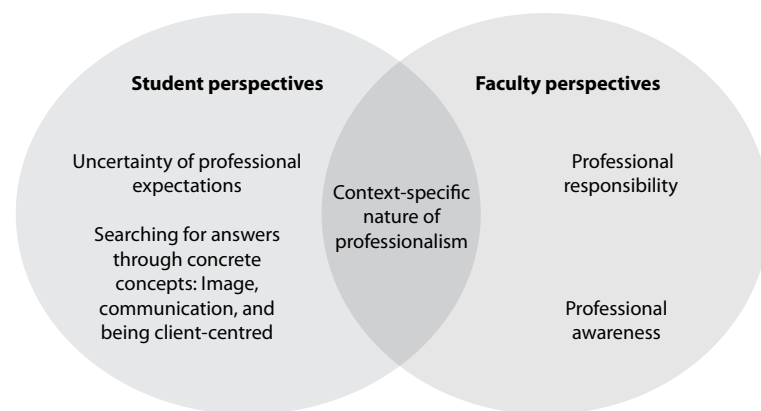 Student perspectives
Uncertainty of professional
expectations
Searching for answers
through concrete
concepts: Image,
communication, and
being client-centred
Context-specific
nature of
professionalism
Faculty perspectives
Professional
responsibility
Professional
awareness